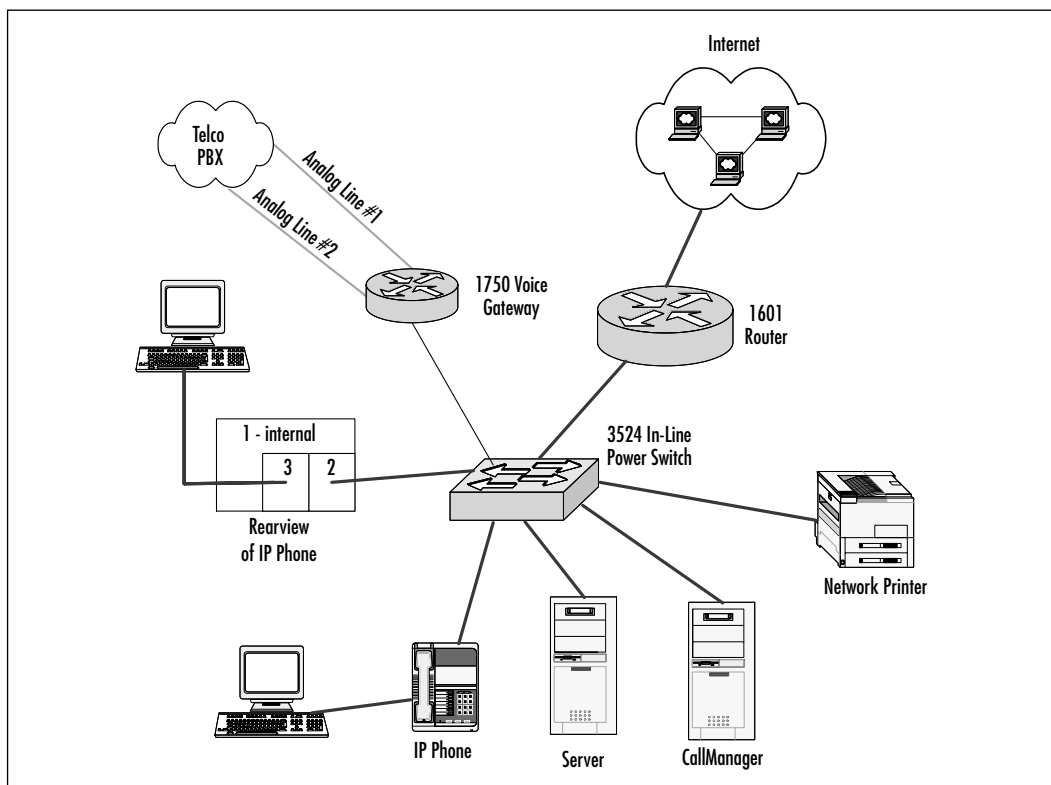 Internet
Telco
PBX
Analog Line #1
Analog Line #2
1750 Voice
Gateway
1601
Router
1 - internal
3
2
3524 In-Line
Power Switch
Rearview
of IP Phone
Network Printer
IP Phone
Server
CallManager